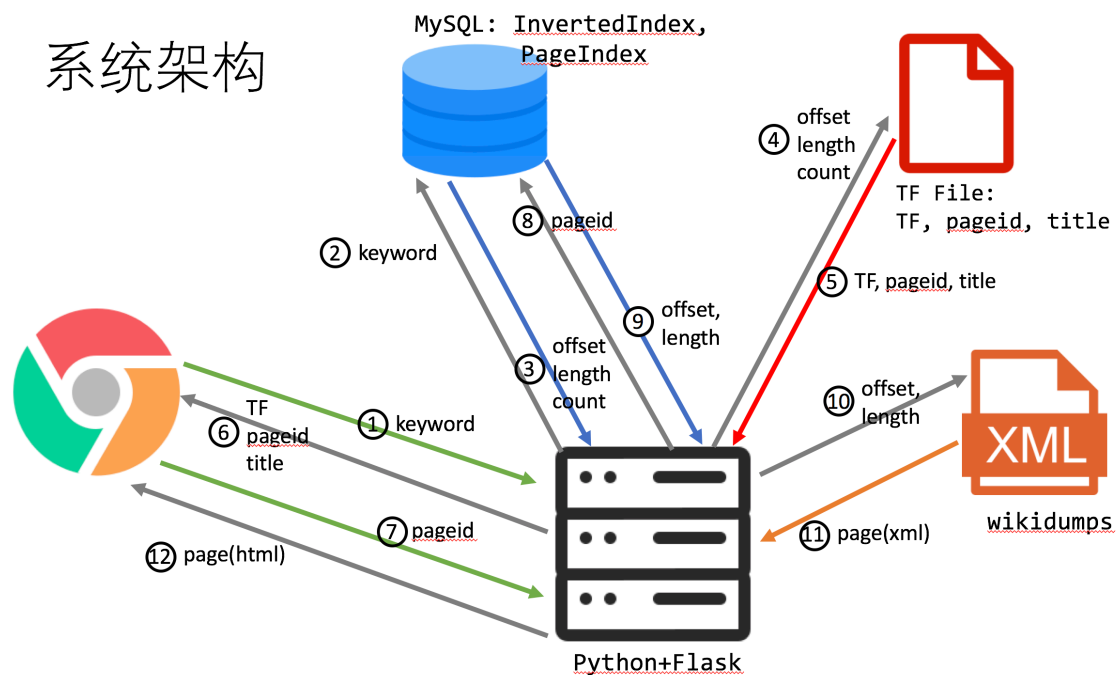 系统架构
MySQL: InvertedIndex,
PageIndex
④ offset
length
count
TF File:
TF, pageid, title
⑧ pageid
② keyword
⑤ TF, pageid, title
⑨ offset,
length
③ offset
length
count
⑩ offset,
length
① keyword
⑥ TF
pageid
title
XML
wikidumps
⑦ pageid
⑪ page(xml)
⑫ page(html)
Python+Flask